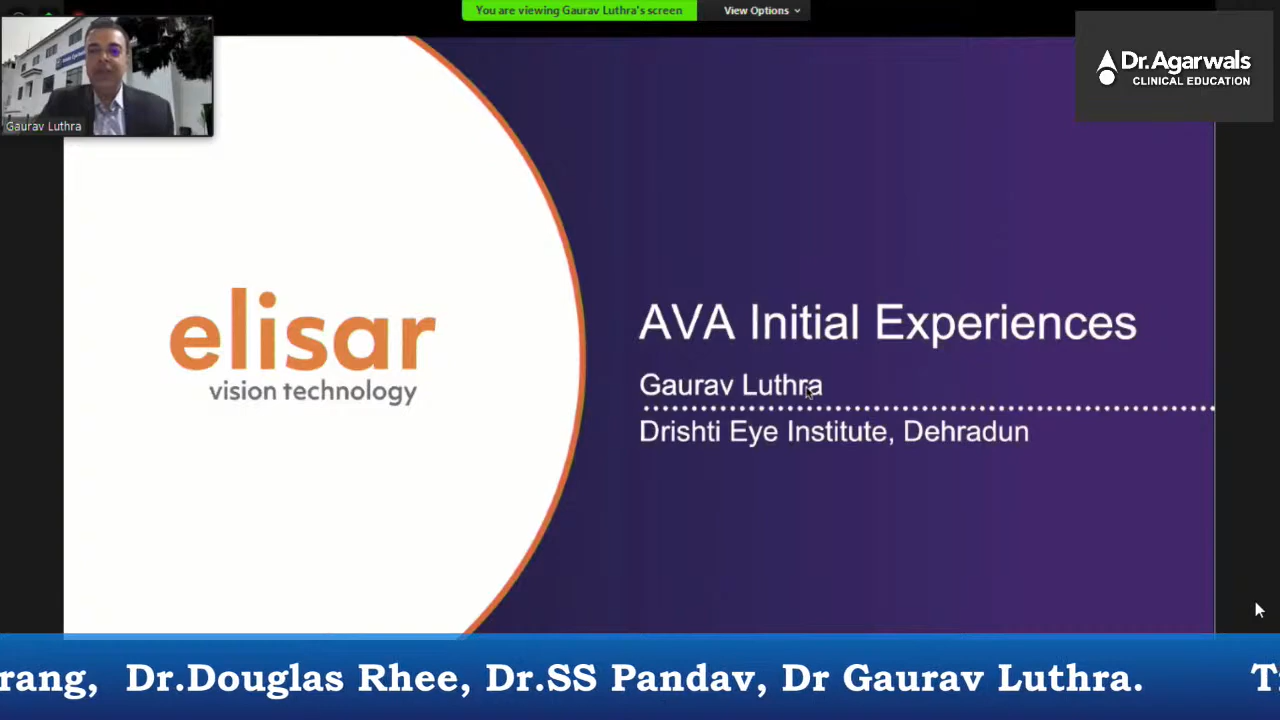 You are viewing Gaurav Luthra's screen
View Options
Gaurav Luthra
Dr.Agarwals
CLINICAL EDUCATION
elisar
vision technology
AVA Initial Experiences
Gaurav Luthra
Drishti Eye Institute, Dehradun
rang, Dr.Douglas Rhee, Dr.SS Pandav, Dr Gaurav Luthra.